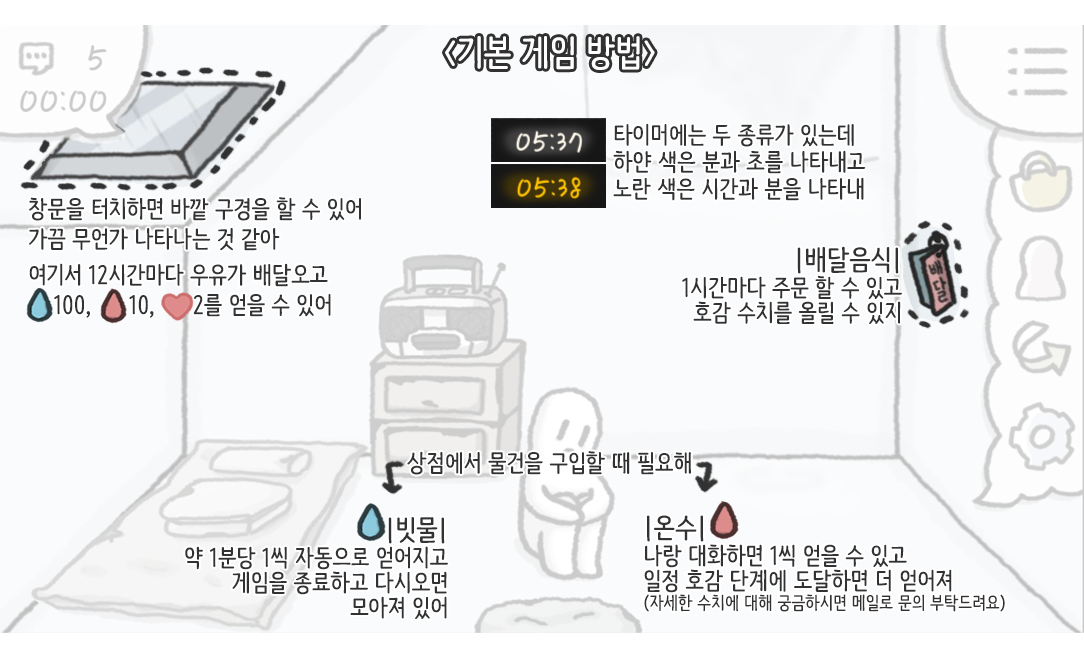 <기본 게임 방법>
5
00:00
05:37
05:38
타이머에는 두 종류가 있는데
하얀 색은 분과 초를 나타내고
노란 색은 시간과 분을 나타내
창문을 터치하면 바깥 구경을 할 수 있어
가끔 무언가 나타나는 것 같아
여기서 12시간마다 우유가 배달오고
100, 10, 2를 얻을 수 있어
|배달음식|
1시간마다 주문 할 수 있고
호감 수치를 올릴 수 있지
배달
상점에서 물건을 구입할 때 필요해
|빗물|
약 1분당 1씩 자동으로 얻어지고
게임을 종료하고 다시오면
모아져 있어
|온수|
나랑 대화하면 1씩 얻을 수 있고
일정 호감 단계에 도달하면 더 얻어져
(자세한 수치에 대해 궁금하시면 메일로 문의 부탁드려요)